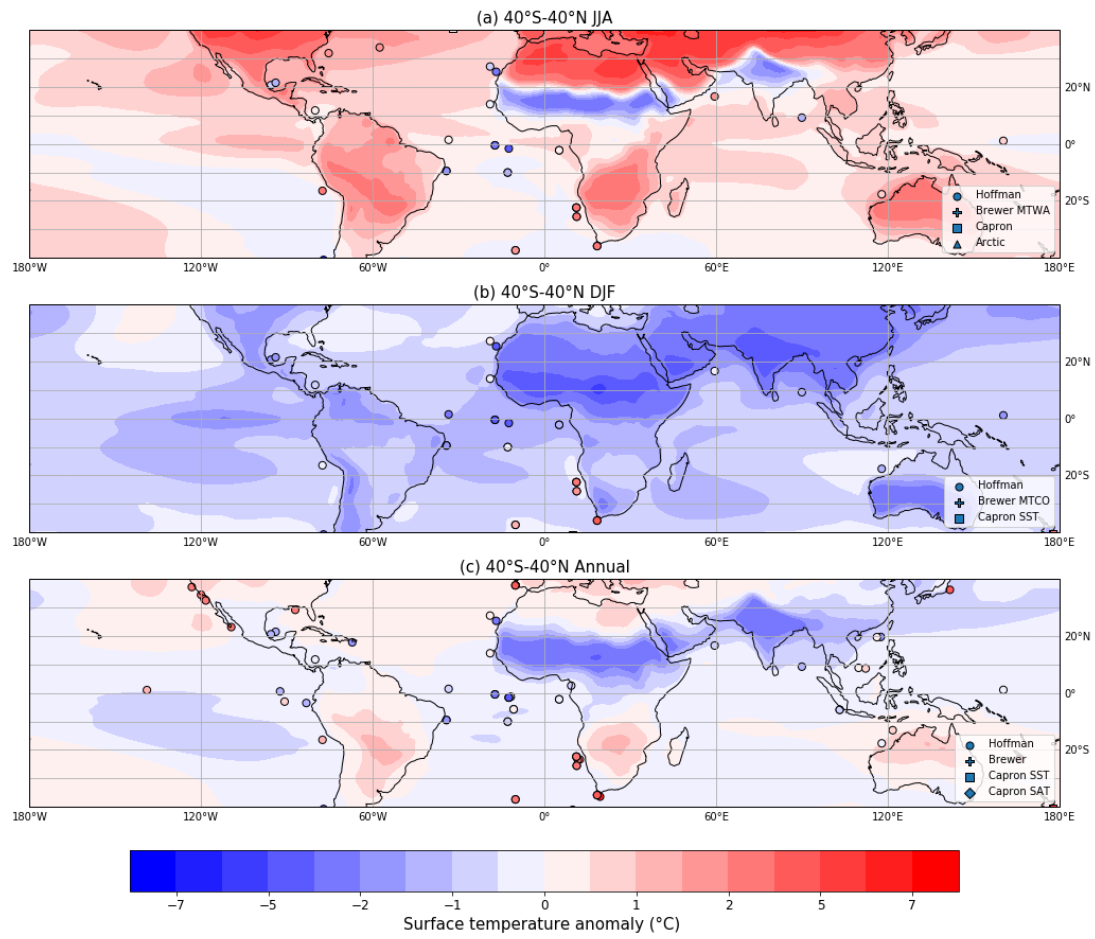 (a) 40°S-40°N JJA
20°N
0°
20°S
Hoffman
Brewer MTWA
Capron
Arctic
180°W 120°W 60°W 0° 60°E 120°E 180°E
(b) 40°S-40°N DJF
20°N
0°
20°S
Hoffman
Brewer MTCO
Capron SST
180°W 120°W 60°W 0° 60°E 120°E 180°E
(c) 40°S-40°N Annual
20°N
0°
20°S
Hoffman
Brewer
Capron SST
Capron SAT
180°W 120°W 60°W 0° 60°E 120°E 180°E
−7 −5 −2 −1 0 1 2 5 7
Surface temperature anomaly (°C)